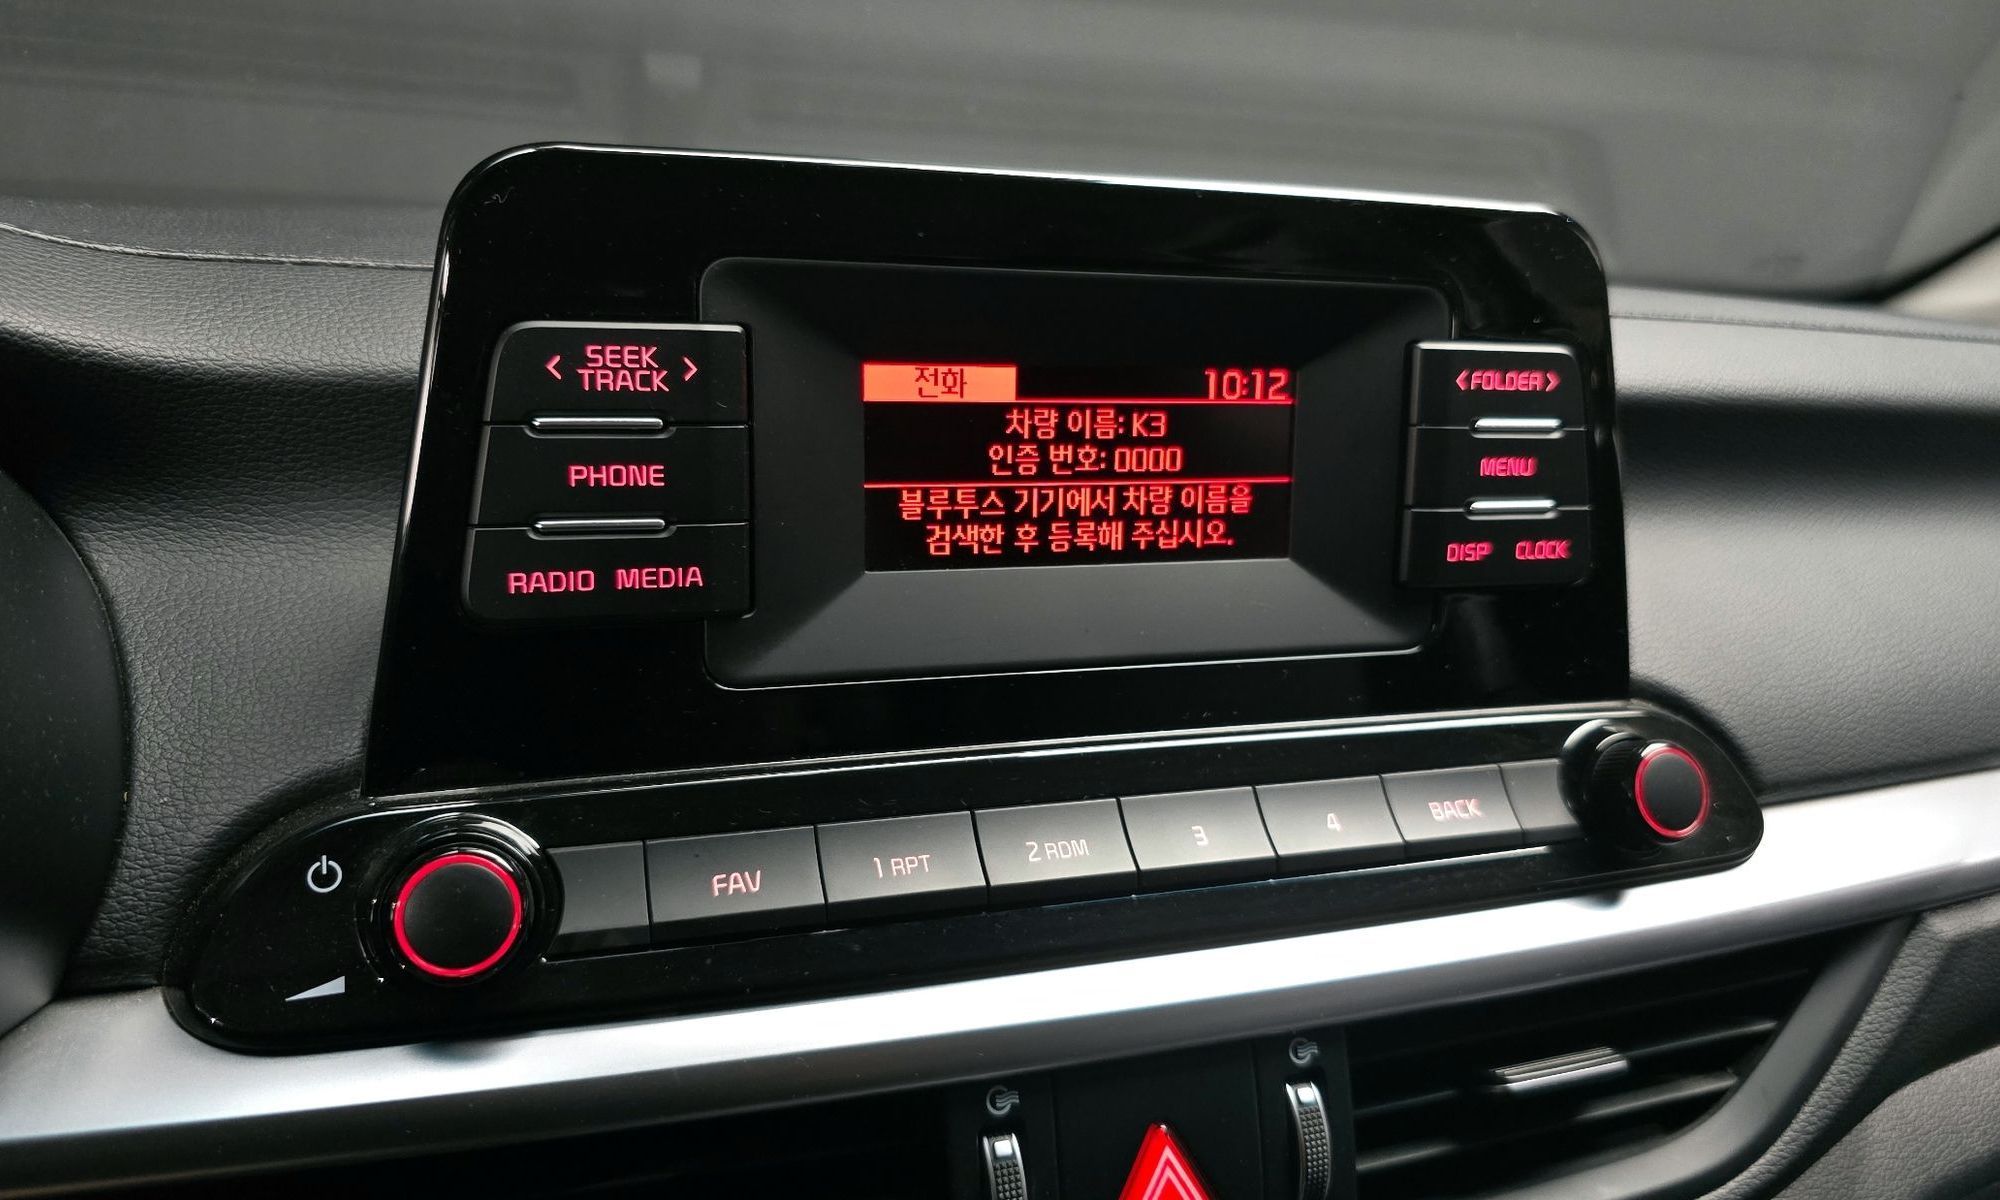 < SEEK >
TRACK
PHONE
RADIO MEDIA
전화 10:12
차량 이름: K3
인증 번호: 0000
블루투스 기기에서 차량 이름을
검색한 후 등록해 주십시오.
<FOLDER>
MENU
DISP CLOCK
FAV
1 RPT
2 RDM
3
4
BACK